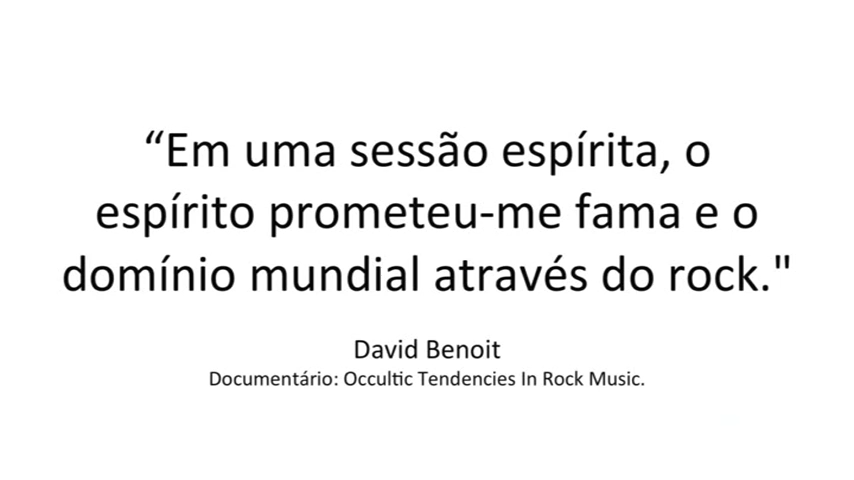 “Em uma sessão espírita, o
espírito prometeu-me fama e o
domínio mundial através do rock."
David Benoit
Documentário: Occultic Tendencies In Rock Music.